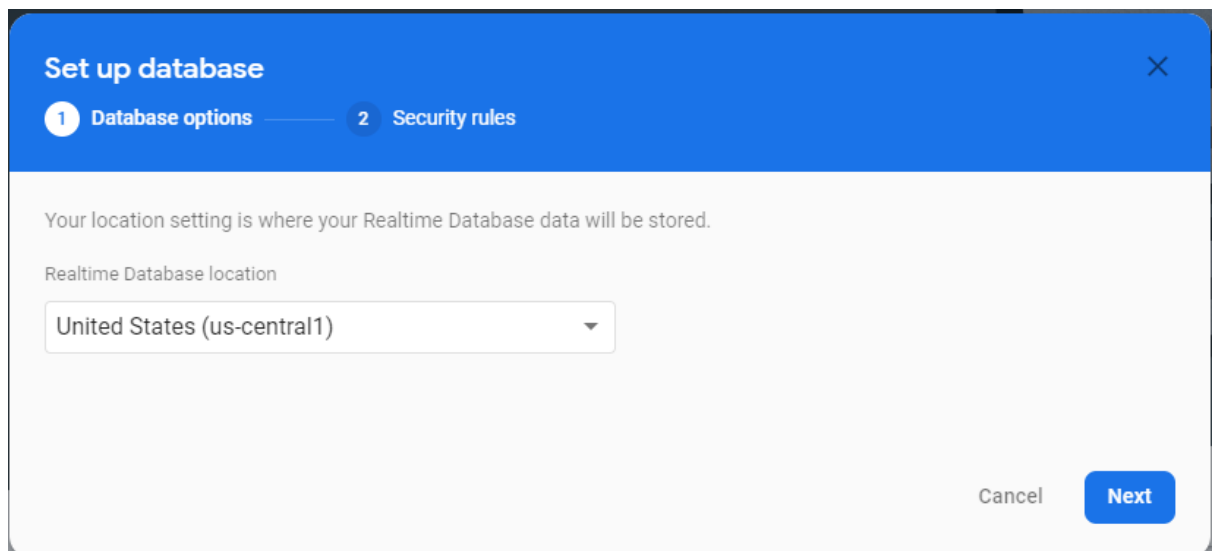 Set up database
1 Database options 2 Security rules
Your location setting is where your Realtime Database data will be stored.
Realtime Database location
United States (us-central1)
Cancel Next